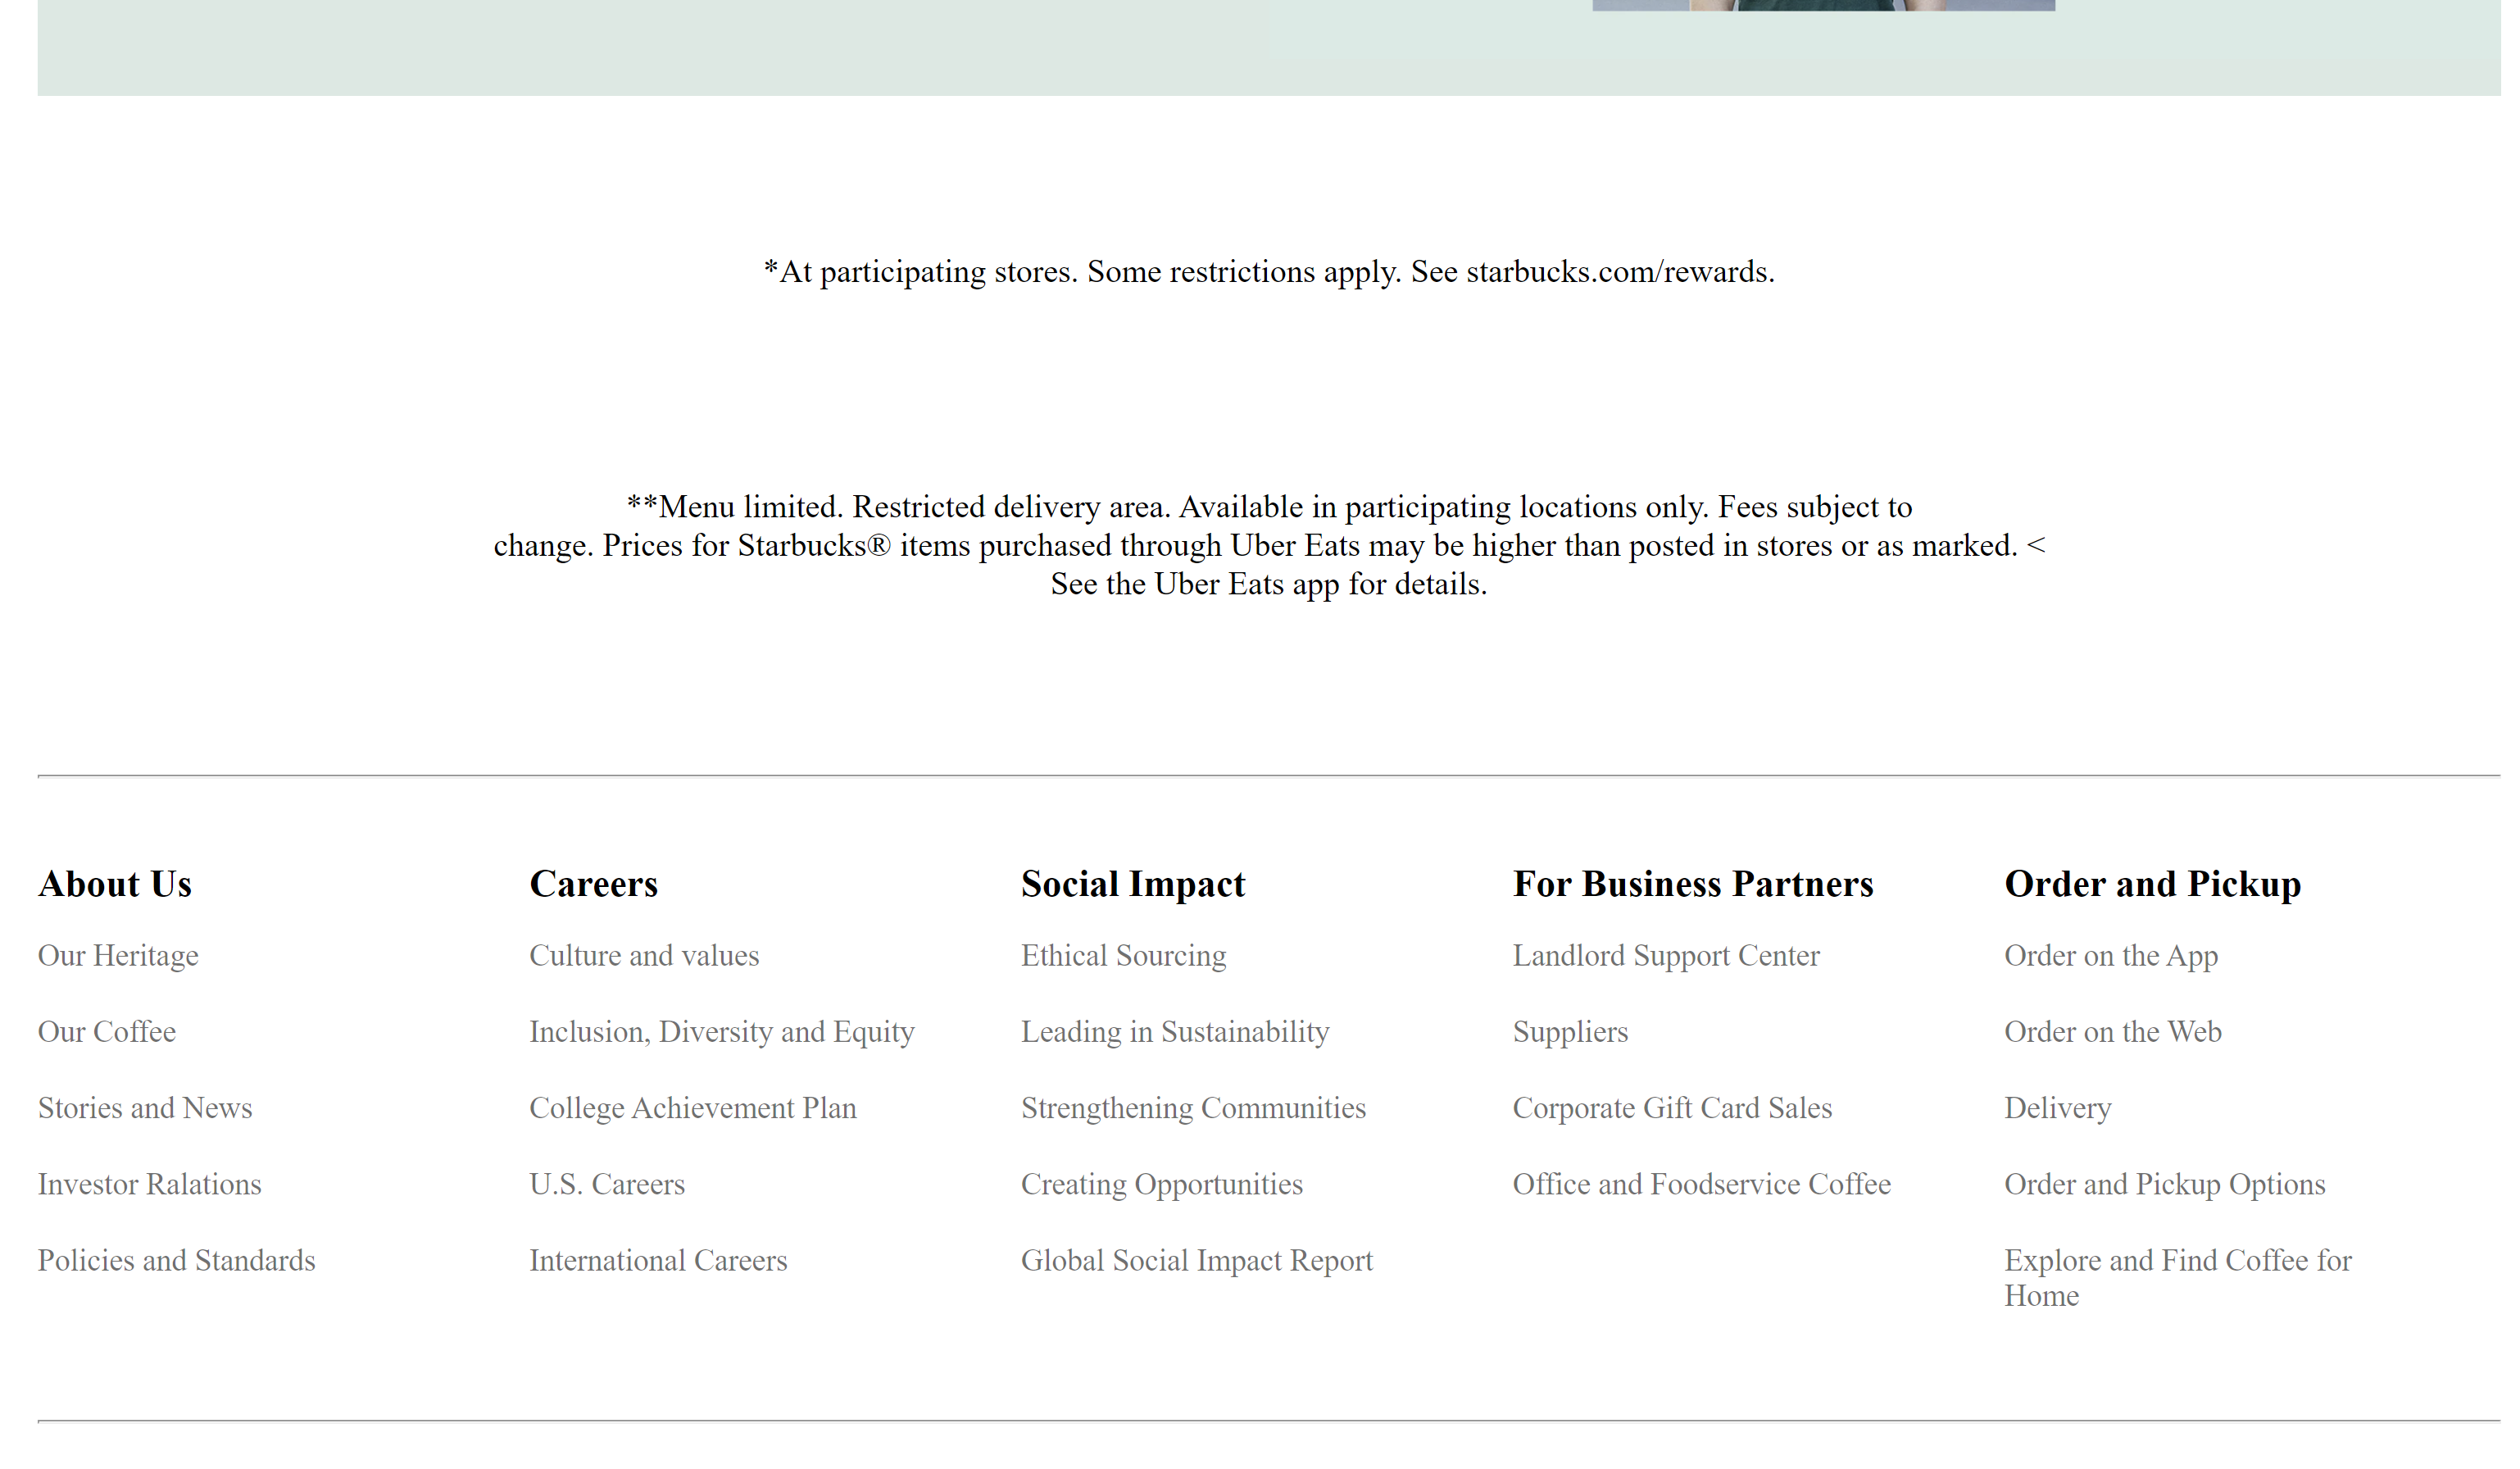 *At participating stores. Some restrictions apply. See starbucks.com/rewards.
**Menu limited. Restricted delivery area. Available in participating locations only. Fees subject to
change. Prices for Starbucks® items purchased through Uber Eats may be higher than posted in stores or as marked. <
See the Uber Eats app for details.
About Us
Our Heritage
Our Coffee
Stories and News
Investor Ralations
Policies and Standards
Careers
Culture and values
Inclusion, Diversity and Equity
College Achievement Plan
U.S. Careers
International Careers
Social Impact
Ethical Sourcing
Leading in Sustainability
Strengthening Communities
Creating Opportunities
Global Social Impact Report
For Business Partners
Landlord Support Center
Suppliers
Corporate Gift Card Sales
Office and Foodservice Coffee
Order and Pickup
Order on the App
Order on the Web
Delivery
Order and Pickup Options
Explore and Find Coffee for
Home